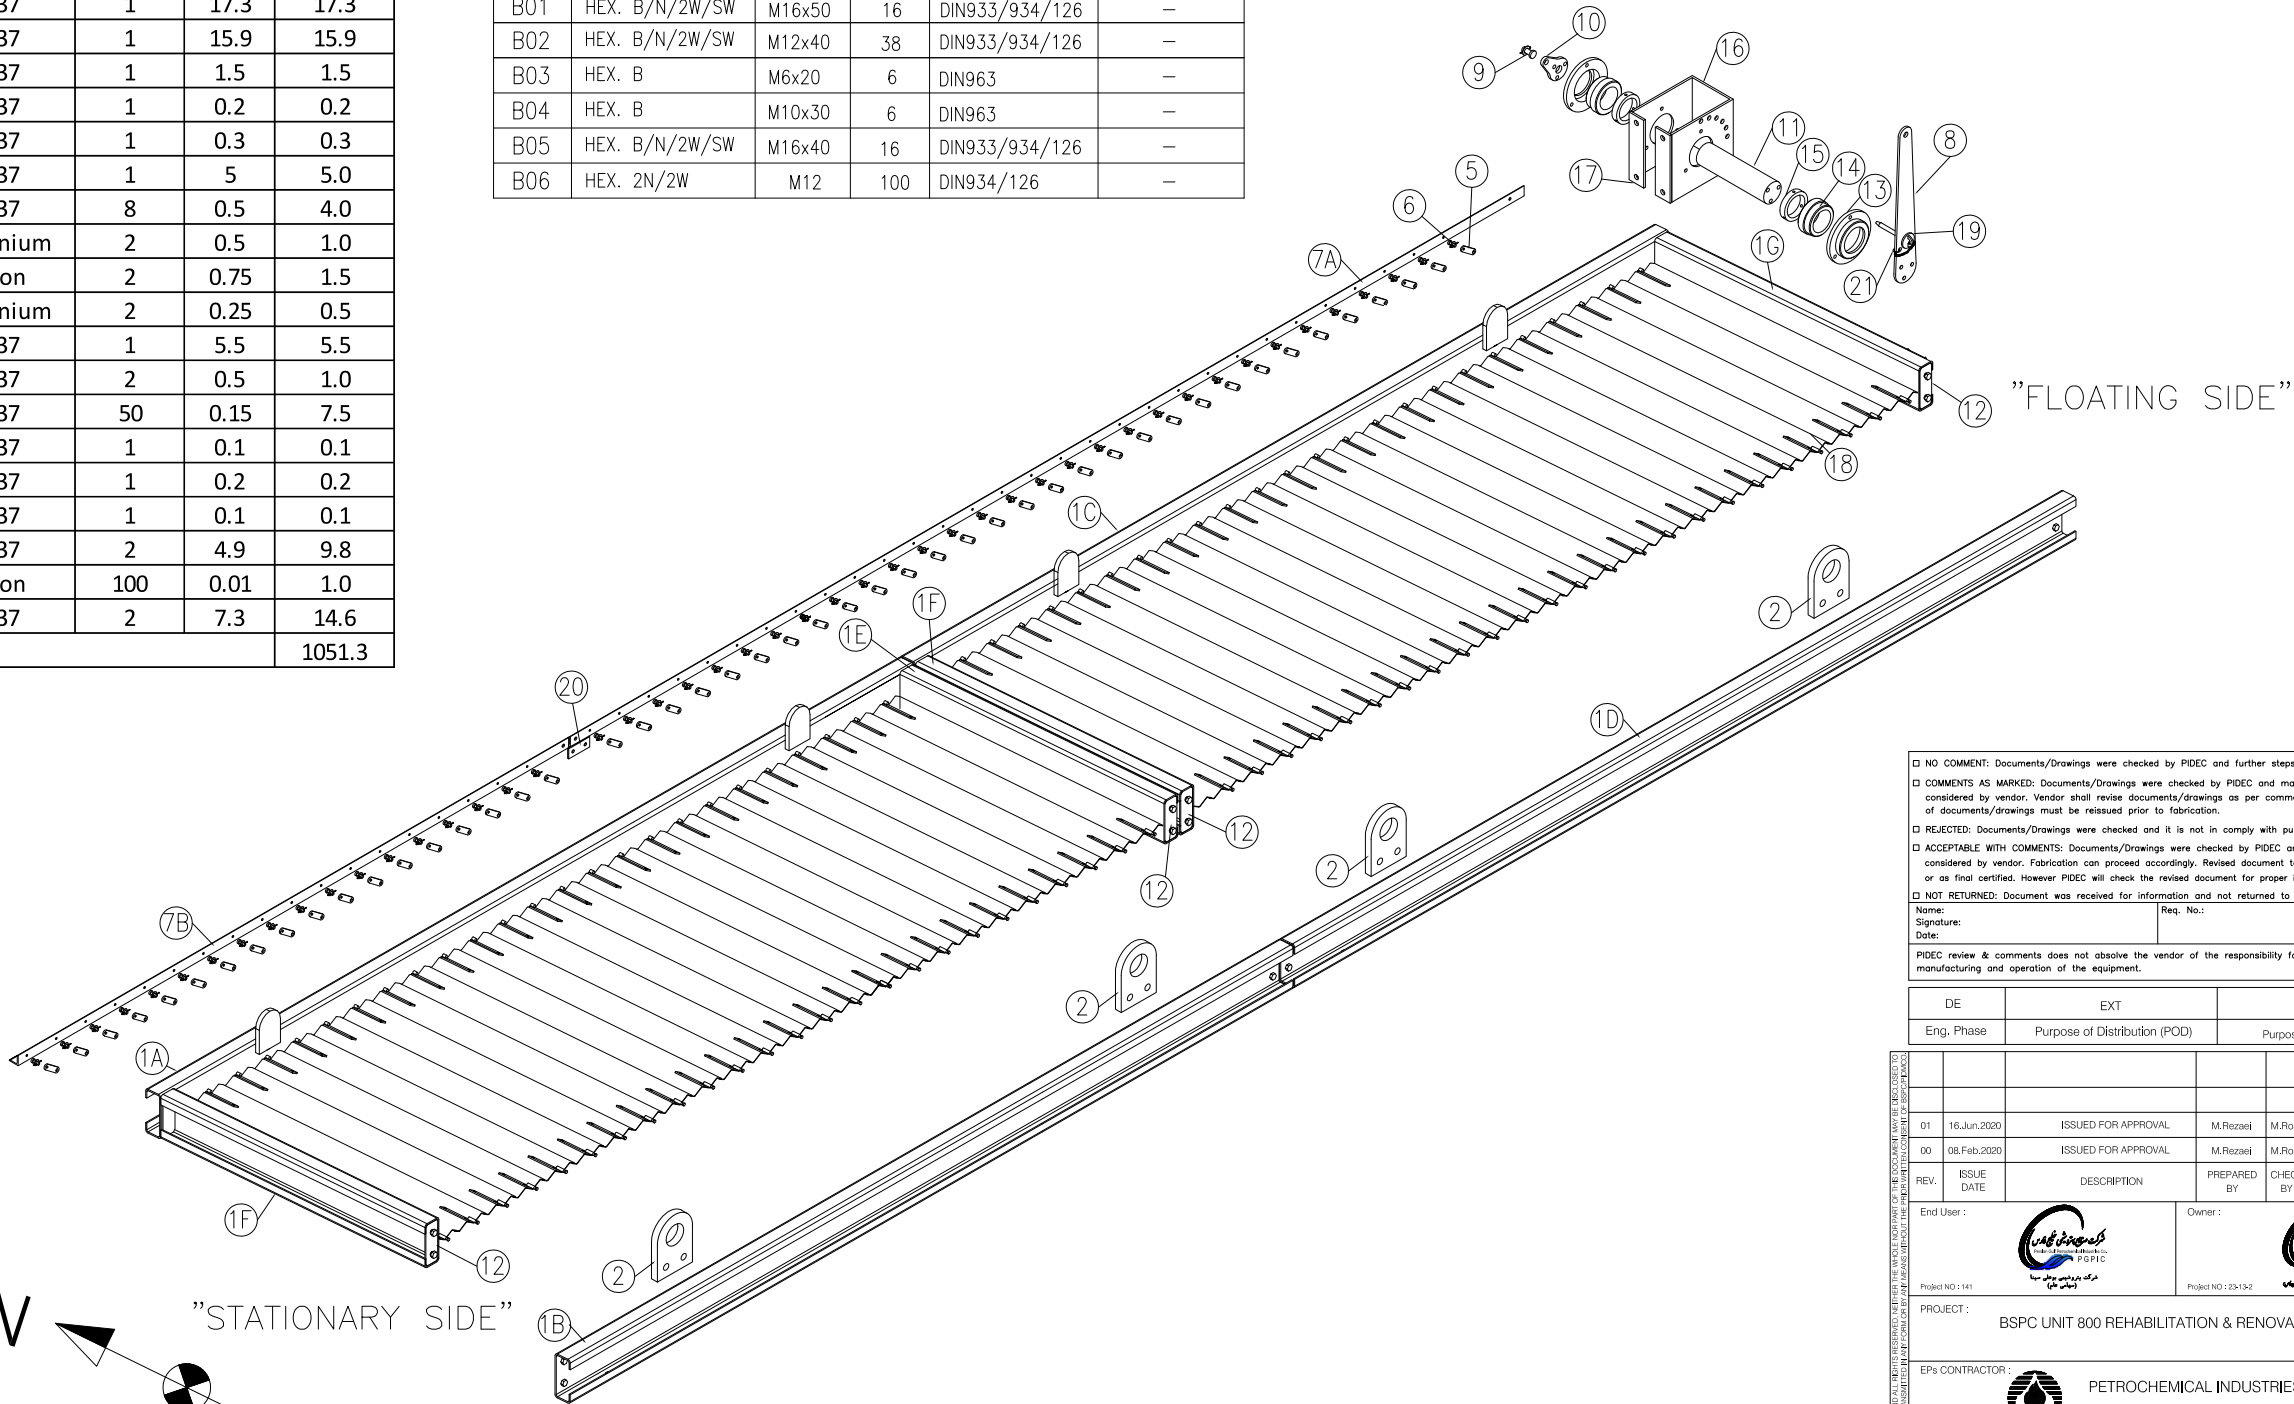 37 1 17.3 17.3
37 1 15.9 15.9
37 1 1.5 1.5
37 1 0.2 0.2
37 1 0.3 0.3
37 1 5 5.0
37 8 0.5 4.0
nium 2 0.5 1.0
on 2 0.75 1.5
nium 2 0.25 0.5
37 1 5.5 5.5
37 2 0.5 1.0
37 50 0.15 7.5
37 1 0.1 0.1
37 1 0.2 0.2
37 1 0.1 0.1
37 2 4.9 9.8
on 100 0.01 1.0
37 2 7.3 14.6
1051.3
B01 HEX. B/N/2W/SW M16x50 16 DIN933/934/126 –
B02 HEX. B/N/2W/SW M12x40 38 DIN933/934/126 –
B03 HEX. B M6x20 6 DIN963 –
B04 HEX. B M10x30 6 DIN963 –
B05 HEX. B/N/2W/SW M16x40 16 DIN933/934/126 –
B06 HEX. 2N/2W M12 100 DIN934/126 –
10
16
9
11
8
15
14
17
13
5
6
19
1G
7A
21
"FLOATING SIDE"
12
18
1C
2
1F
1E
20
1D
12
2
12
7B
2
1A
1F
12
2
"STATIONARY SIDE"
1B
□ NO COMMENT: Documents/Drawings were checked by PIDEC and further steps
□ COMMENTS AS MARKED: Documents/Drawings were checked by PIDEC and ma
considered by vendor. Vendor shall revise documents/drawings as per comme
of documents/drawings must be reissued prior to fabrication.
□ REJECTED: Documents/Drawings were checked and it is not in comply with pu
□ ACCEPTABLE WITH COMMENTS: Documents/Drawings were checked by PIDEC an
considered by vendor. Fabrication can proceed accordingly. Revised document t
or as final certified. However PIDEC will check the revised document for proper i
□ NOT RETURNED: Document was received for information and not returned to
Name: Req. No.:
Signature:
Date:
PIDEC review & comments does not absolve the vendor of the responsibility fo
manufacturing and operation of the equipment.
DE EXT
Eng. Phase Purpose of Distribution (POD) Purpos
01 16.Jun.2020 ISSUED FOR APPROVAL M.Rezaei M.Ro
00 08.Feb.2020 ISSUED FOR APPROVAL M.Rezaei M.Ro
REV. ISSUE DATE DESCRIPTION PREPARED BY CHEC BY
End User : Owner :
PGPIC
شرکت پتروشیمی بوعلی سینا
(سهامی عام)
Project NO : 141 Project NO : 23-13-2
PROJECT :
BSPC UNIT 800 REHABILITATION & RENOVA
EPs CONTRACTOR :
PETROCHEMICAL INDUSTRIES